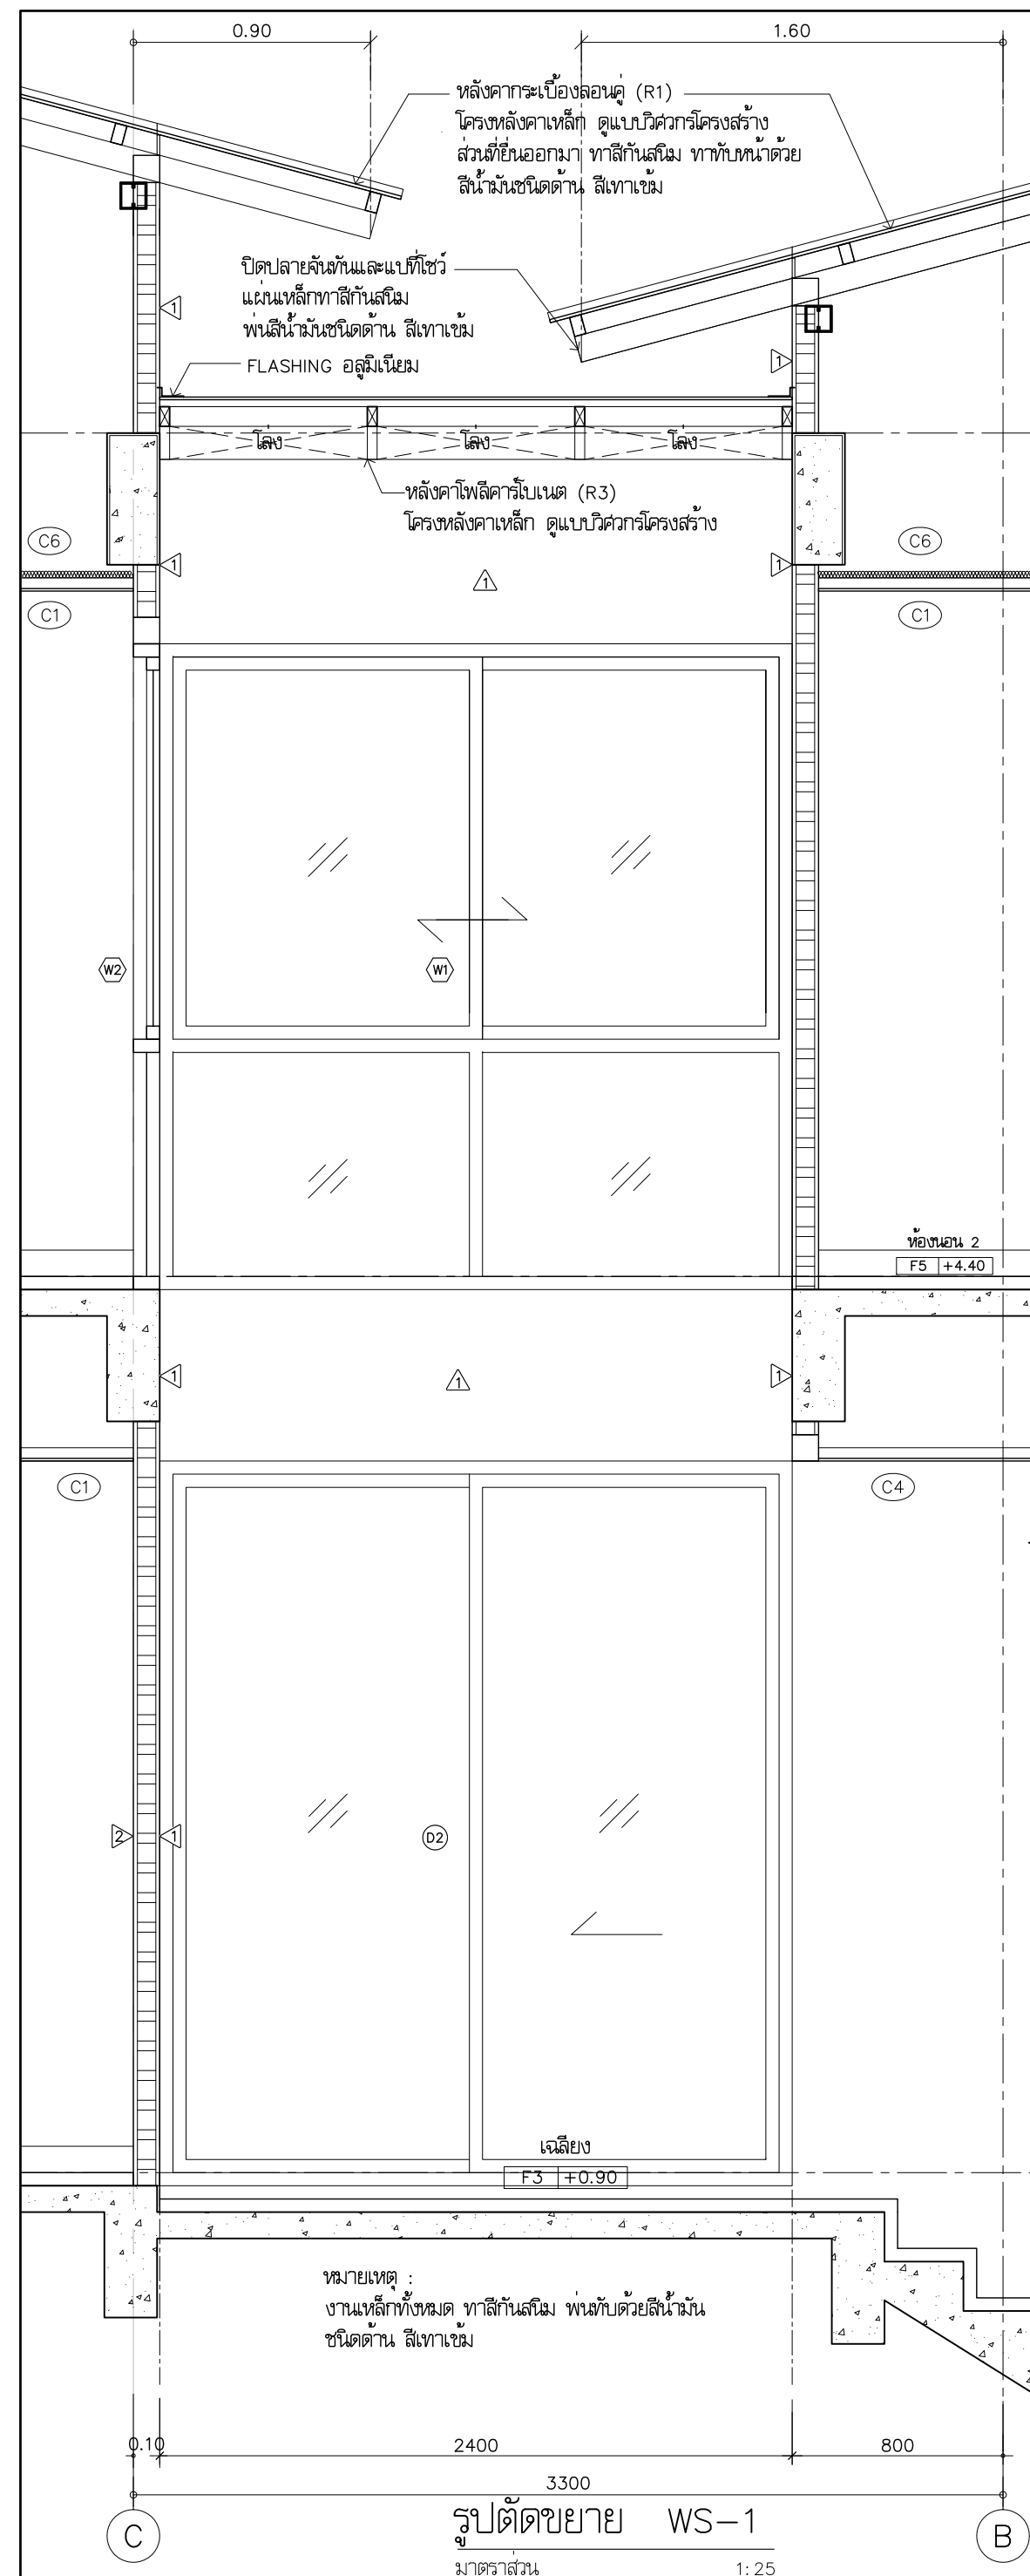 0.90
1.60
หลังคากระเบื้องลอนคู่ (R1)
โครงหลังคาเหล็ก ดูแบบวิศวกรโครงสร้าง
ส่วนที่ยื่นออกมา ทาสีกันสนิม ทาทับหน้าด้วย
สีน้ำมันชนิดด้าน สีเทาเข้ม
ปิดปลายจันทันและแปที่โชว์
แผ่นเหล็กทาสีกันสนิม
พ่นสีน้ำมันชนิดด้าน สีเทาเข้ม
1
1
FLASHING อลูมิเนียม
โล่ง โล่ง โล่ง
หลังคาโพลีคาร์โบเนต (R3)
โครงหลังคาเหล็ก ดูแบบวิศวกรโครงสร้าง
C6 C6
1 1 1
C1 C1
W2 W1
ห้องนอน 2
F5 +4.40
1 1 1
C1 C4
2 1 D2
เฉลียง
F3 +0.90
หมายเหตุ :
งานเหล็กทั้งหมด ทาสีกันสนิม พ่นทับด้วยสีน้ำมัน
ชนิดด้าน สีเทาเข้ม
0.10 2400 800
3300
C B
รูปตัดขยาย WS-1
มาตราส่วน 1:25